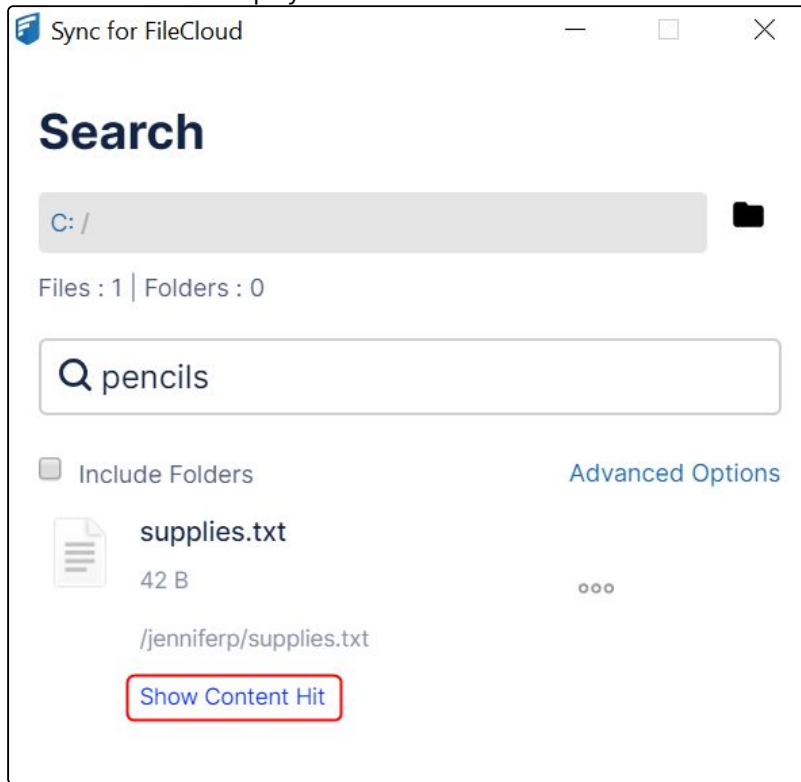 Sync for FileCloud
Search
C: /
Files : 1 | Folders : 0
pencils
Include Folders
Advanced Options
supplies.txt
42 B
/jenniferp/supplies.txt
Show Content Hit